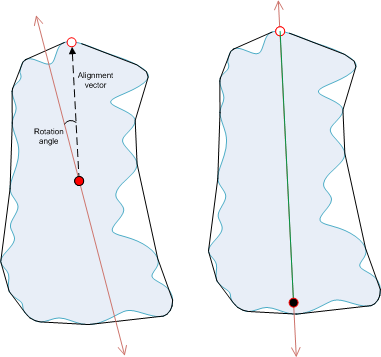 Alignment
vector
Rotation
angle